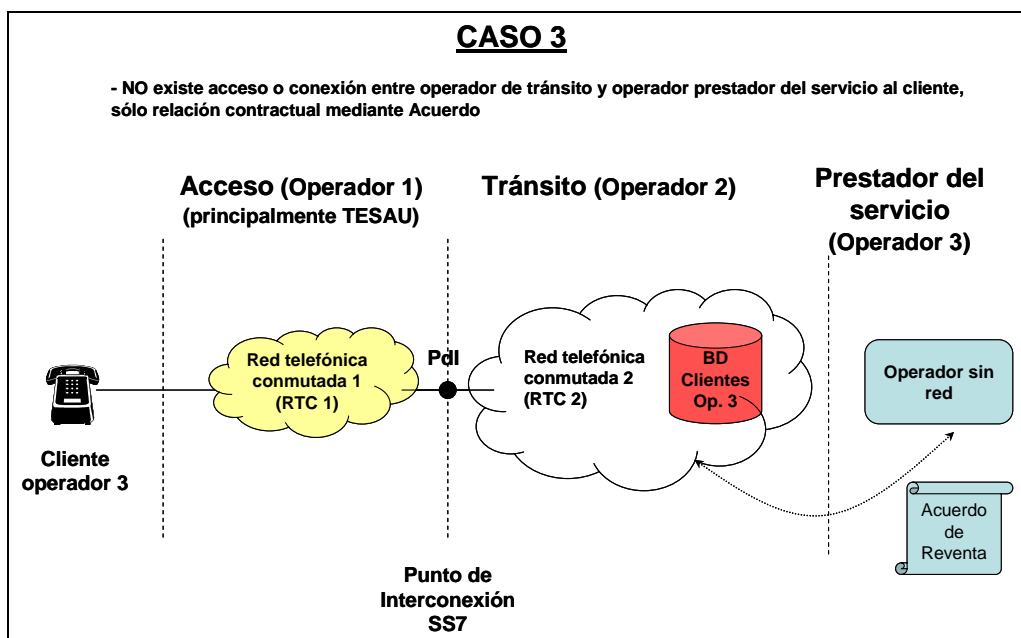 CASO 3
- NO existe acceso o conexión entre operador de tránsito y operador prestador del servicio al cliente,
sólo relación contractual mediante Acuerdo
Acceso (Operador 1)
(principalmente TESAU)
Tránsito (Operador 2)
Prestador del
servicio
(Operador 3)
Red telefónica
conmutada 1
(RTC 1)
PdI
Red telefónica
conmutada 2
(RTC 2)
BD
Clientes
Op. 3
Operador sin
red
Cliente
operador 3
Acuerdo
de
Reventa
Punto de
Interconexión
SS7